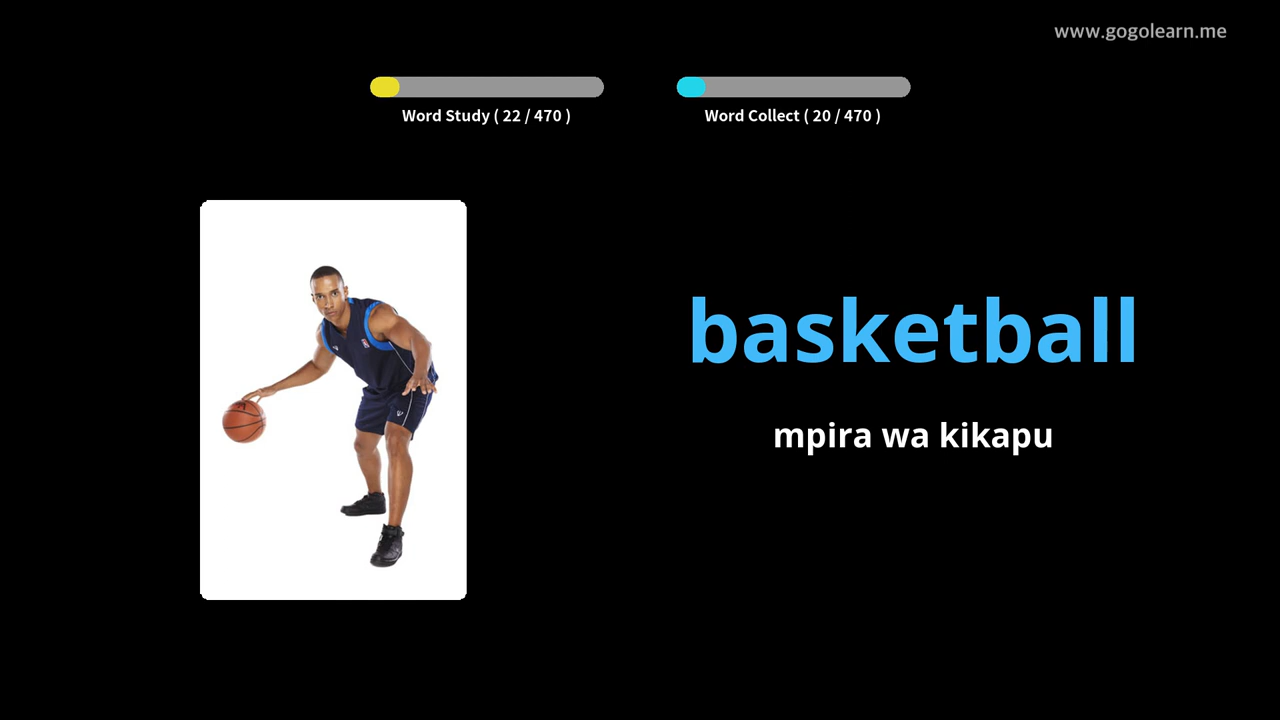 www.gogolearn.me
Word Study ( 22 / 470 )
Word Collect ( 20 / 470 )
basketball
mpira wa kikapu